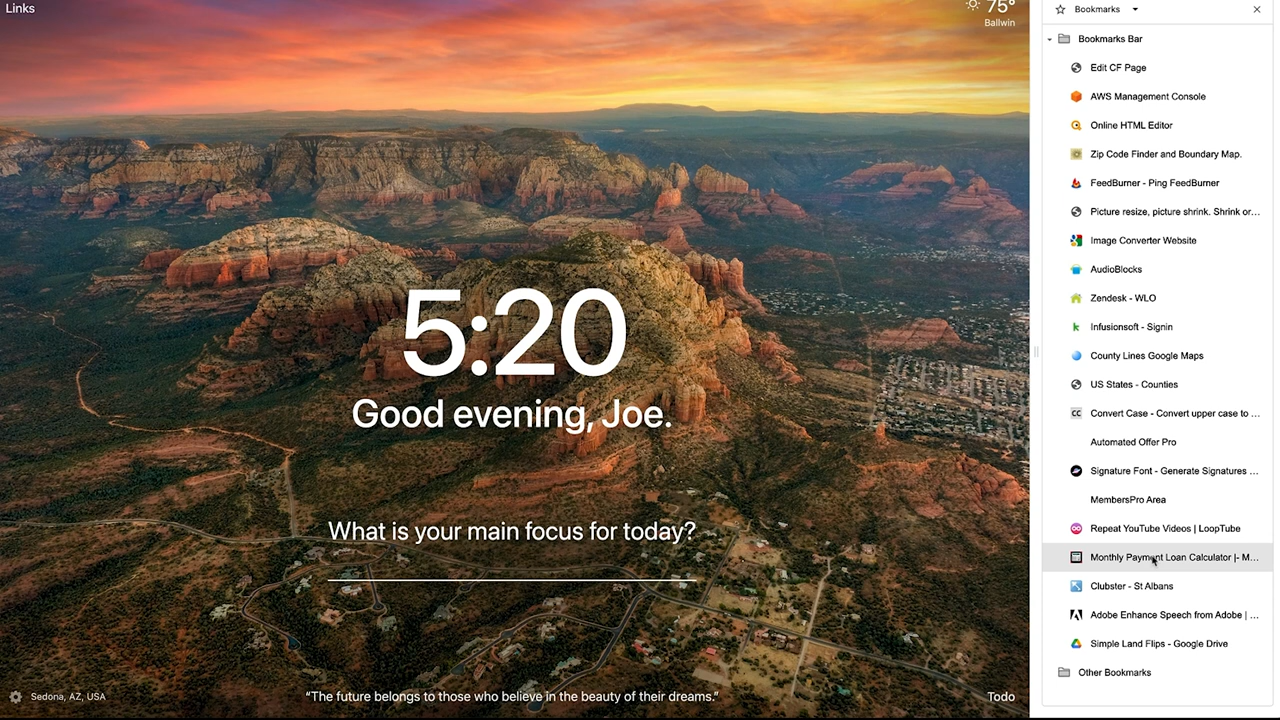 Links
75°
Ballwin
5:20
Good evening, Joe.
What is your main focus for today?
Sedona, AZ, USA
“The future belongs to those who believe in the beauty of their dreams.”
Todo
Bookmarks
Bookmarks Bar
Edit CF Page
AWS Management Console
Online HTML Editor
Zip Code Finder and Boundary Map.
FeedBurner - Ping FeedBurner
Picture resize, picture shrink. Shrink or...
Image Converter Website
AudioBlocks
Zendesk - WLO
Infusionsoft - Signin
County Lines Google Maps
US States - Counties
CC Convert Case - Convert upper case to ...
Automated Offer Pro
Signature Font - Generate Signatures ...
MembersPro Area
Repeat YouTube Videos | LoopTube
Monthly Payment Loan Calculator |- M...
Clubster - St Albans
Adobe Enhance Speech from Adobe | ...
Simple Land Flips - Google Drive
Other Bookmarks